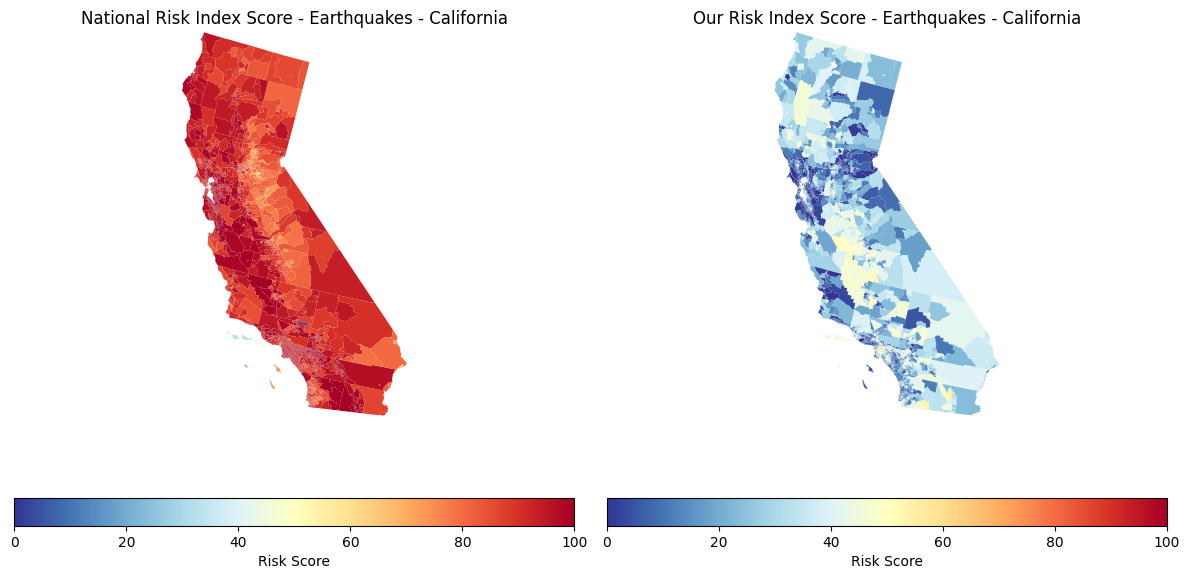 National Risk Index Score - Earthquakes - California
Our Risk Index Score - Earthquakes - California
0 20 40 60 80 100
Risk Score
0 20 40 60 80 100
Risk Score